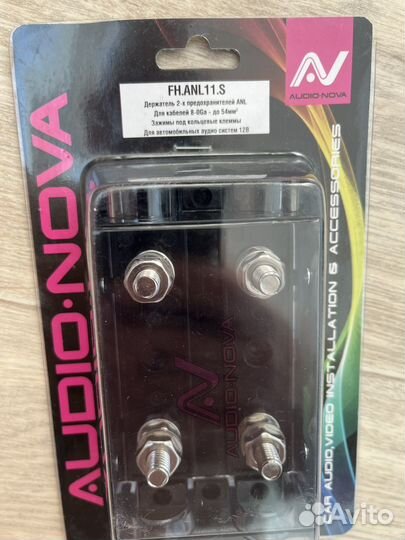 AUDIO·NOVA
FH.ANL11.S
Держатель 2-х предохранителей ANL
Для кабелей 8-0Ga - до 54мм²
Зажимы под кольцевые клеммы
Для автомобильных аудио систем 12В
AUDIO·NOVA
AUDIO·NOVA
CAR AUDIO,VIDEO INSTALLATION & ACCESSORIES
Avito